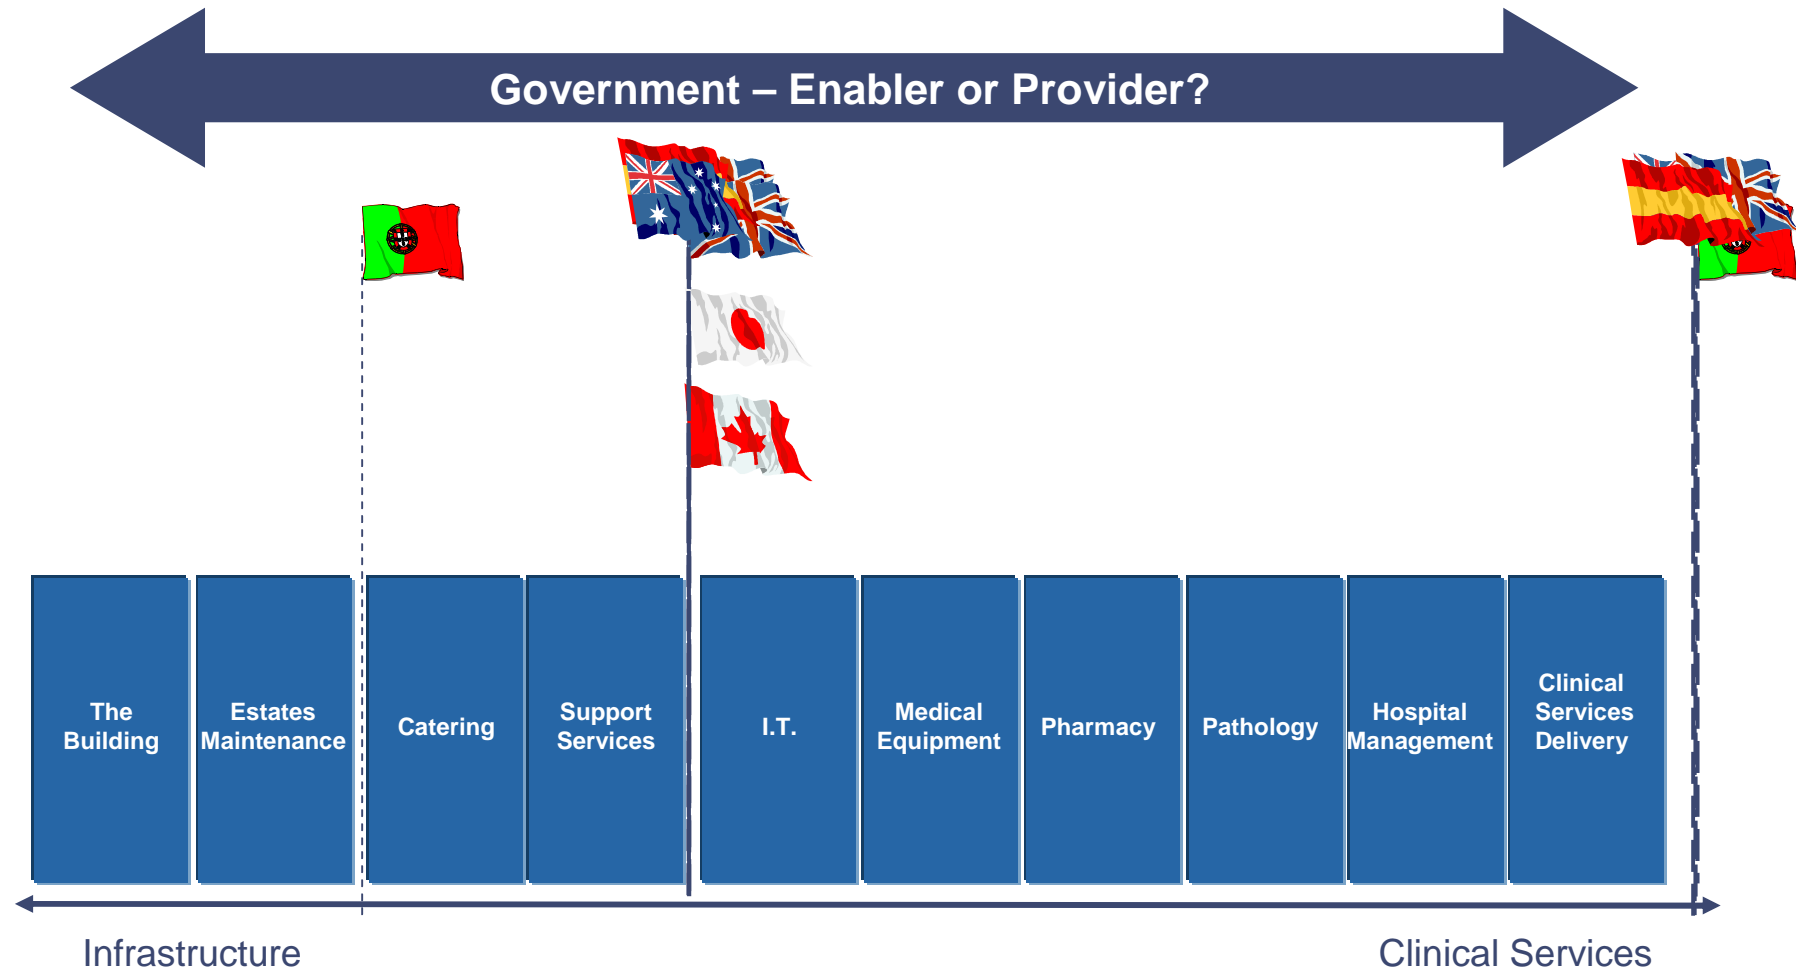 Government – Enabler or Provider?
The
Building
Estates
Maintenance
Catering
Support
Services
I.T.
Medical
Equipment
Pharmacy
Pathology
Hospital
Management
Clinical
Services
Delivery
Infrastructure
Clinical Services